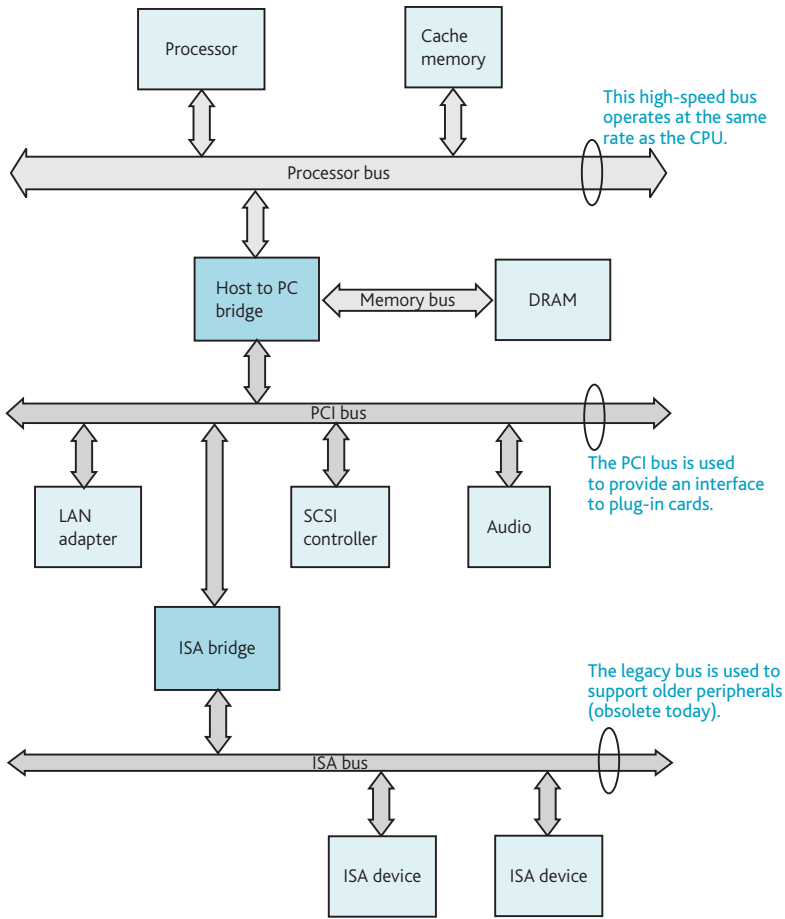 Processor
Cache
memory
This high-speed bus
operates at the same
rate as the CPU.
Processor bus
Host to PC
bridge
Memory bus
DRAM
PCI bus
The PCI bus is used
to provide an interface
to plug-in cards.
LAN
adapter
SCSI
controller
Audio
ISA bridge
The legacy bus is used to
support older peripherals
(obsolete today).
ISA bus
ISA device
ISA device